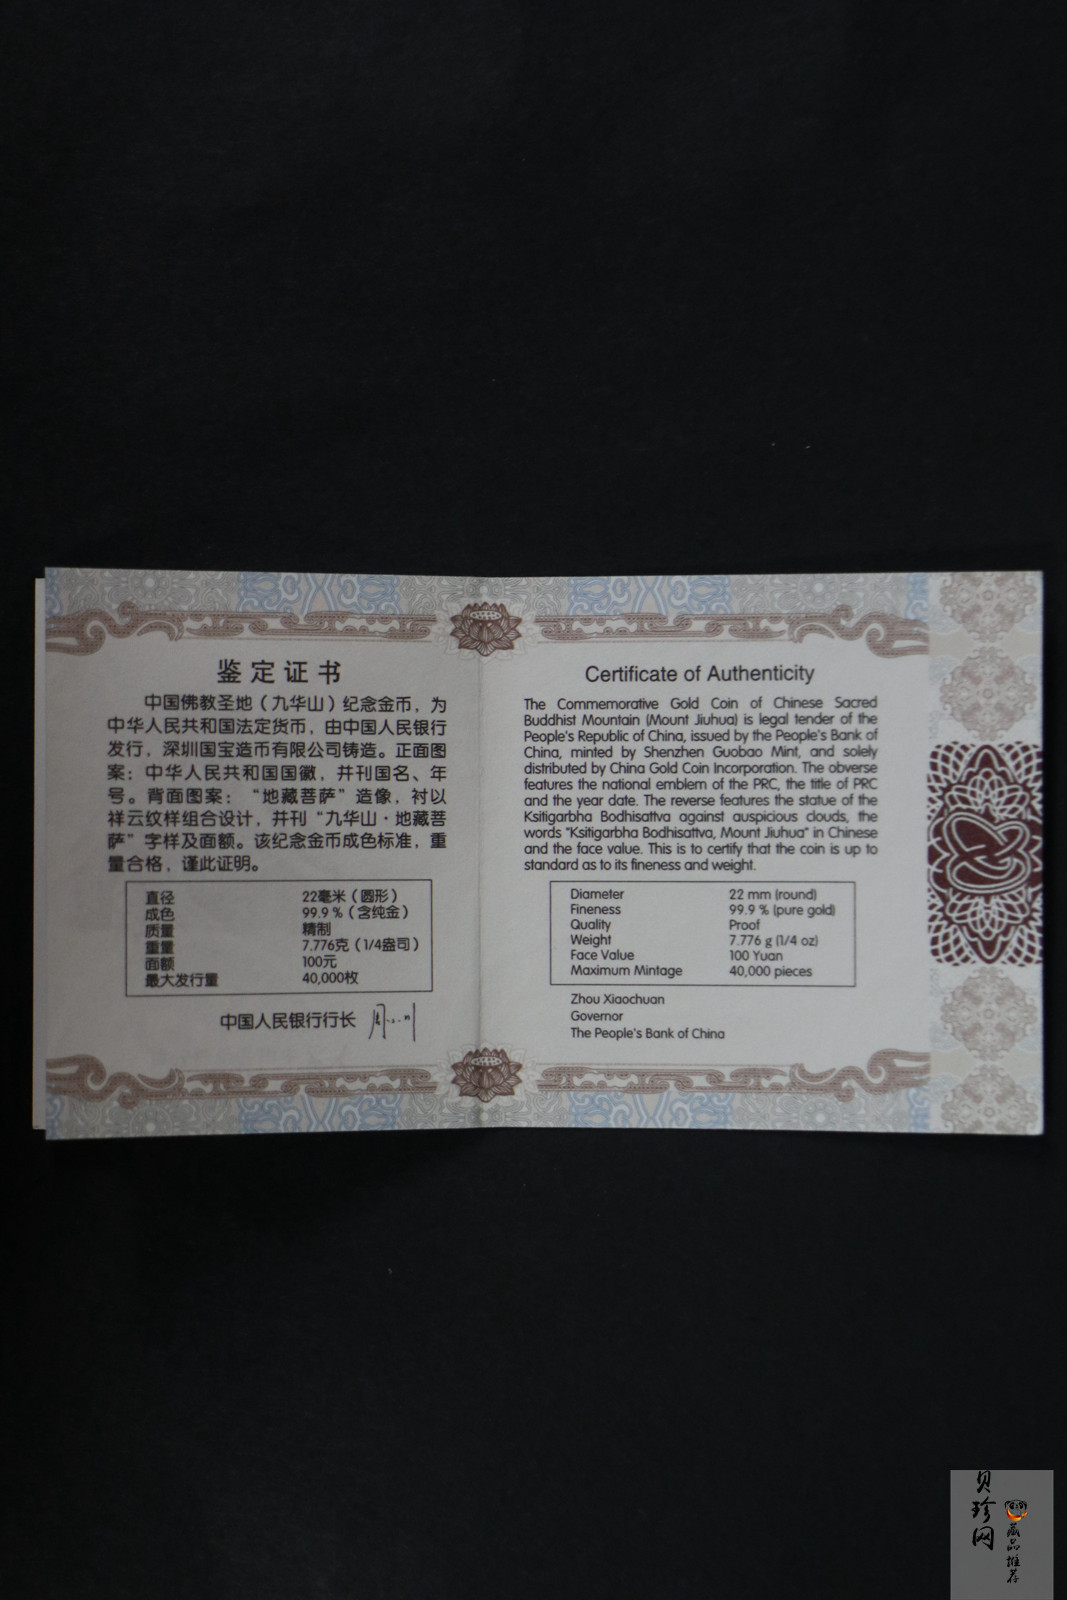 鉴定证书
中国佛教圣地（九华山）纪念金币，为
中华人民共和国法定货币，由中国人民银行
发行，深圳国宝造币有限公司铸造。正面图
案：中华人民共和国国徽，并刊国名、年
号。背面图案：“地藏菩萨”造像，衬以
祥云纹样组合设计，并刊“九华山·地藏菩
萨”字样及面额。该纪念金币成色标准，重
量合格，谨此证明。
直径 22毫米（圆形）
成色 99.9％（含纯金）
质量 精制
重量 7.776克（1/4盎司）
面额 100元
最大发行量 40,000枚
中国人民银行行长
Certificate of Authenticity
The Commemorative Gold Coin of Chinese Sacred
Buddhist Mountain (Mount Jiuhua) is legal tender of the
People's Republic of China, issued by the People's Bank of
China, minted by Shenzhen Guobao Mint, and solely
distributed by China Gold Coin Incorporation. The obverse
features the national emblem of the PRC, the title of PRC
and the year date. The reverse features the statue of the
Ksitigarbha Bodhisattva against auspicious clouds, the
words "Ksitigarbha Bodhisattva, Mount Jiuhua" in Chinese
and the face value. This is to certify that the coin is up to
standard as to its fineness and weight.
Diameter 22 mm (round)
Fineness 99.9 % (pure gold)
Quality Proof
Weight 7.776 g (1/4 oz)
Face Value 100 Yuan
Maximum Mintage 40,000 pieces
Zhou Xiaochuan
Governor
The People's Bank of China
贝珍网
藏品推荐